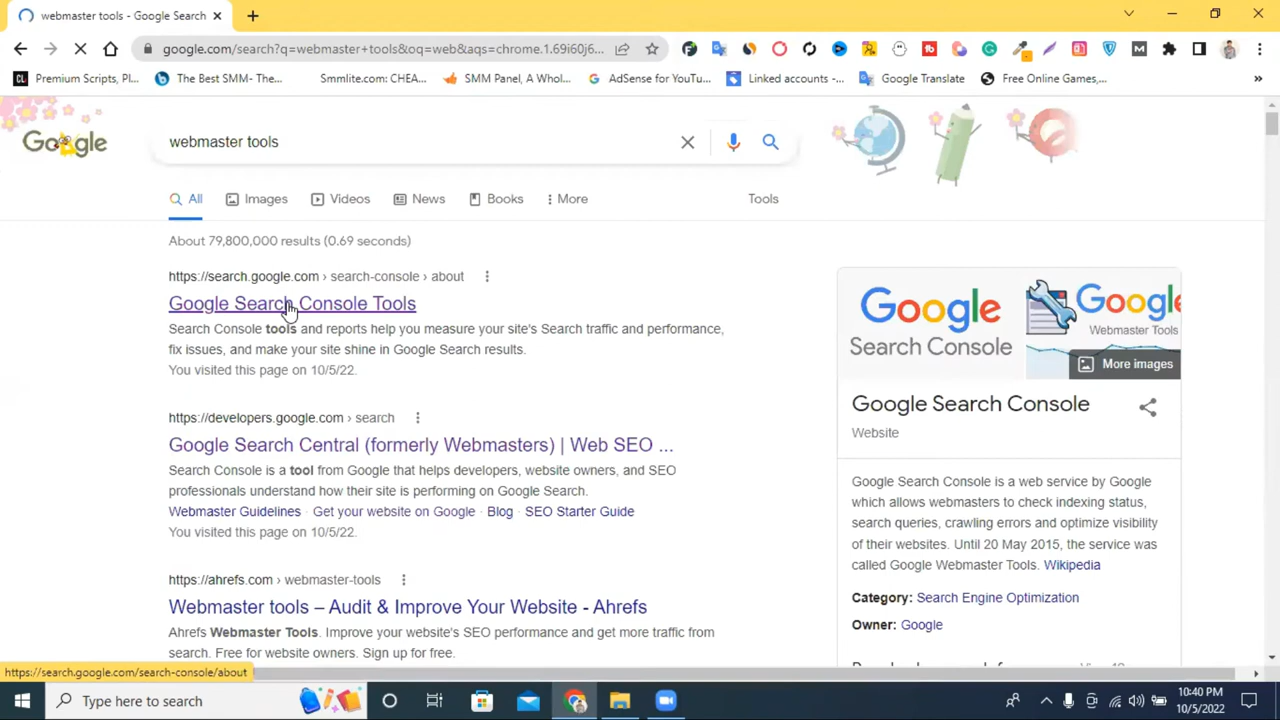 webmaster tools - Google Search
google.com/search?q=webmaster+tools&oq=web&aqs=chrome.1.69i60j6...
CL Premium Scripts, Pl...
The Best SMM- The...
Smmlite.com: CHEA...
SMM Panel, A Whol...
AdSense for YouTu...
Linked accounts -...
Google Translate
Free Online Games,...
Google
webmaster tools
All
Images
Videos
News
Books
More
Tools
About 79,800,000 results (0.69 seconds)
https://search.google.com › search-console › about
Google Search Console Tools
Search Console tools and reports help you measure your site's Search traffic and performance,
fix issues, and make your site shine in Google Search results.
You visited this page on 10/5/22.
https://developers.google.com › search
Google Search Central (formerly Webmasters) | Web SEO ...
Search Console is a tool from Google that helps developers, website owners, and SEO
professionals understand how their site is performing on Google Search.
Webmaster Guidelines · Get your website on Google · Blog · SEO Starter Guide
You visited this page on 10/5/22.
https://ahrefs.com › webmaster-tools
Webmaster tools – Audit & Improve Your Website - Ahrefs
Ahrefs Webmaster Tools. Improve your website's SEO performance and get more traffic from
search. Free for website owners. Sign up for free.
Google
Search Console
Google
Webmaster Tools
More images
Google Search Console
Website
Google Search Console is a web service by Google
which allows webmasters to check indexing status,
search queries, crawling errors and optimize visibility
of their websites. Until 20 May 2015, the service was
called Google Webmaster Tools. Wikipedia
Category: Search Engine Optimization
Owner: Google
https://search.google.com/search-console/about
Type here to search
10:40 PM
10/5/2022